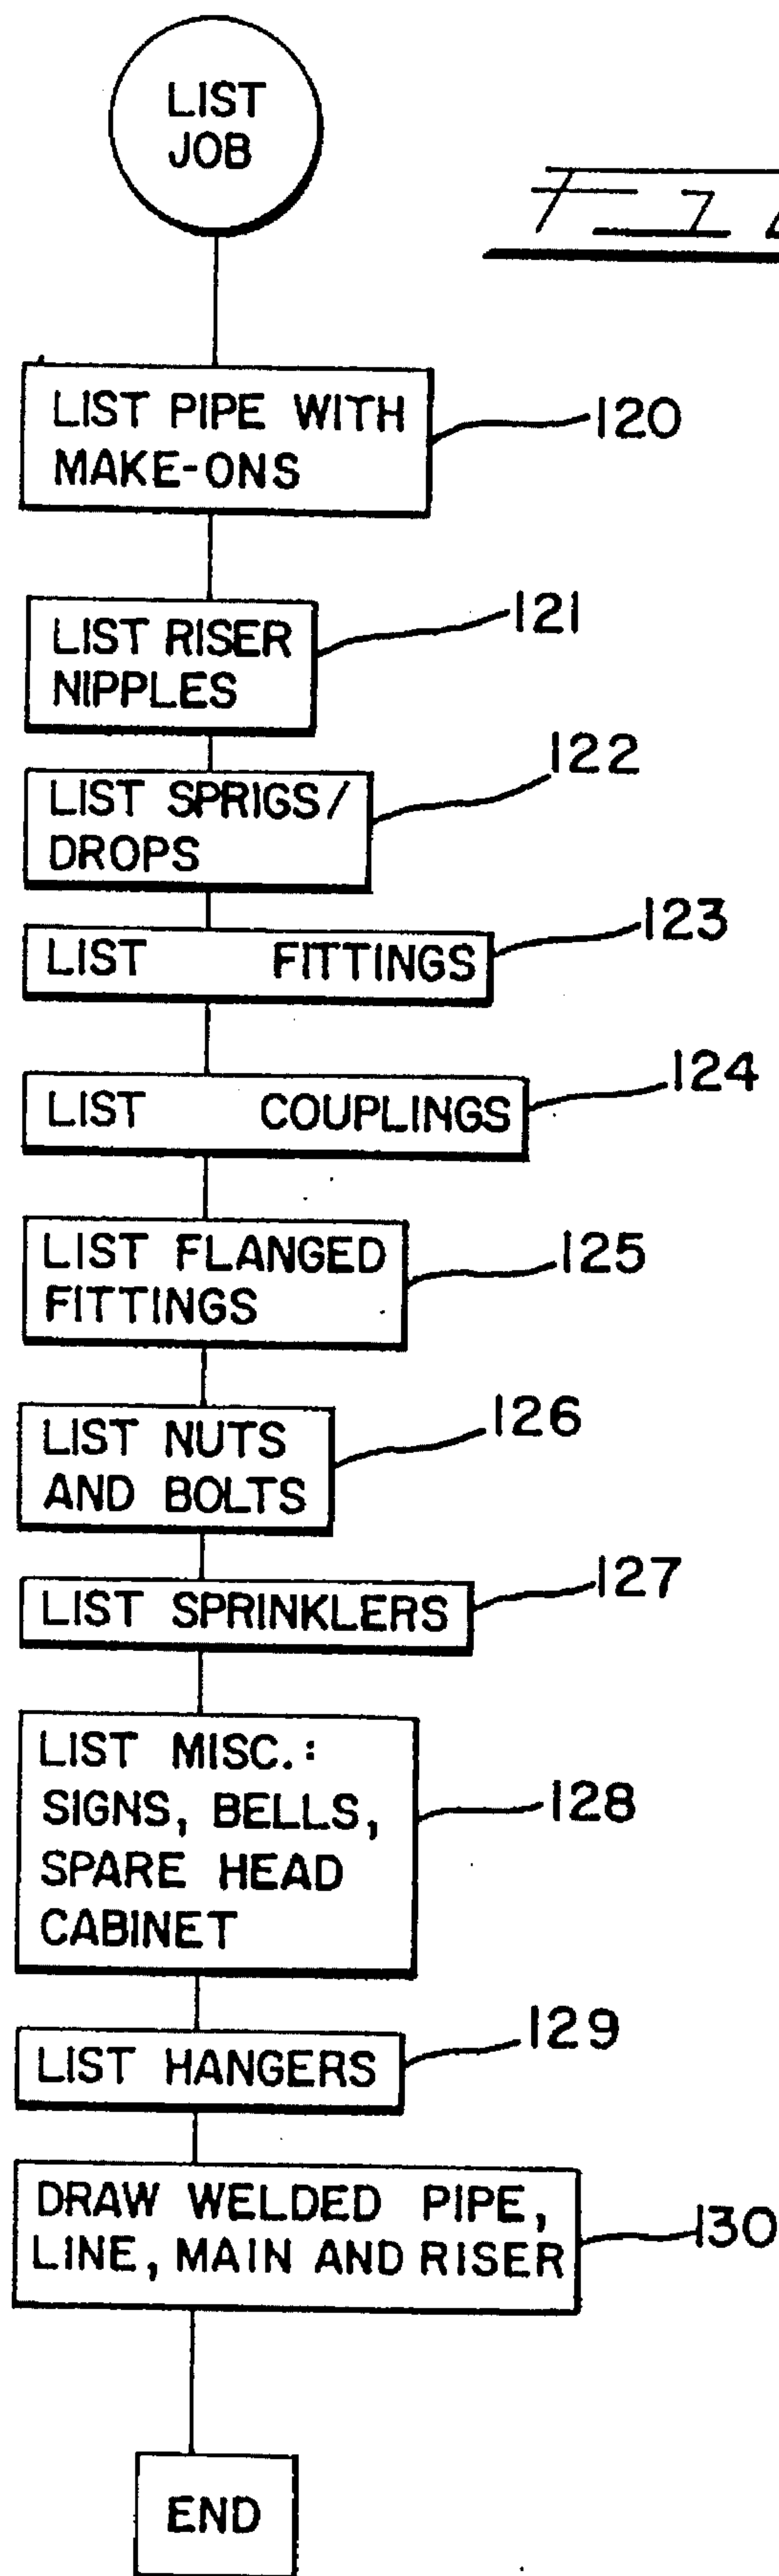 LIST
JOB
LIST PIPE WITH
MAKE-ONS
120
LIST RISER
NIPPLES
121
LIST SPRIGS/
DROPS
122
LIST FITTINGS
123
LIST COUPLINGS
124
LIST FLANGED
FITTINGS
125
LIST NUTS
AND BOLTS
126
LIST SPRINKLERS
127
LIST MISC.:
SIGNS, BELLS,
SPARE HEAD
CABINET
128
LIST HANGERS
129
DRAW WELDED PIPE,
LINE, MAIN AND RISER
130
END